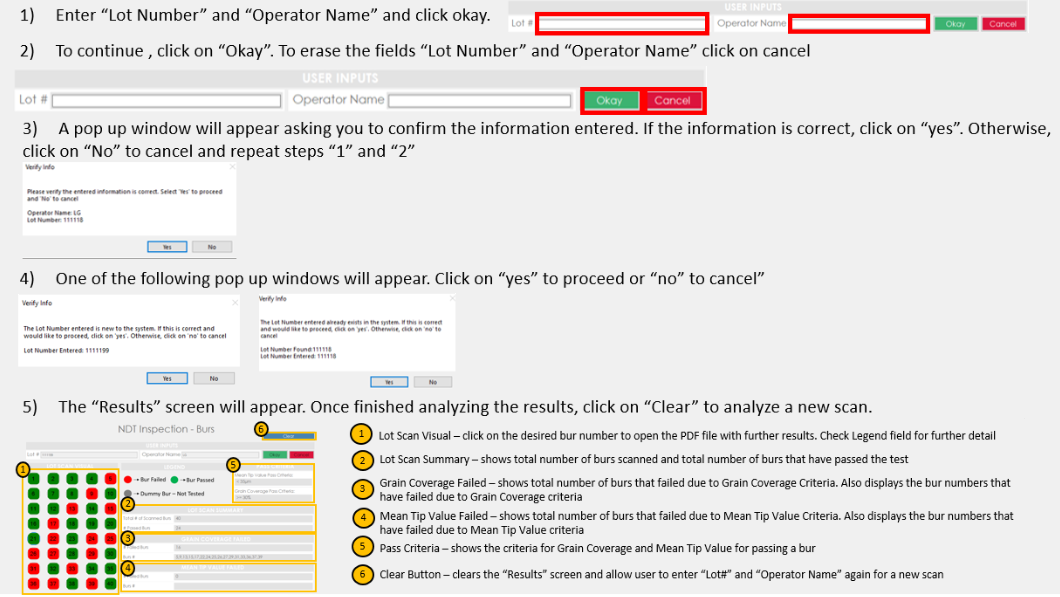 1) Enter “Lot Number” and “Operator Name” and click okay.
USER INPUTS
Lot # Operator Name Okay Cancel
2) To continue , click on “Okay”. To erase the fields “Lot Number” and “Operator Name” click on cancel
USER INPUTS
Lot # Operator Name Okay Cancel
3) A pop up window will appear asking you to confirm the information entered. If the information is correct, click on “yes”. Otherwise,
click on “No” to cancel and repeat steps “1” and “2”
Verify Info
Please verify the entered information is correct. Select 'Yes' to proceed
and 'No' to cancel
Operator Name: LG
Lot Number: 111118
Yes No
4) One of the following pop up windows will appear. Click on “yes” to proceed or “no” to cancel”
Verify Info
The Lot Number entered is new to the system. If this is correct and
would like to proceed, click on 'yes'. Otherwise, click on 'no' to cancel
Lot Number Entered: 1111199
Yes No
Verify Info
The Lot Number entered already exists in the system. If this is correct
and would like to proceed, click on 'yes'. Otherwise, click on 'no' to
cancel
Lot Number Found:111118
Lot Number Entered: 111118
Yes No
5) The “Results” screen will appear. Once finished analyzing the results, click on “Clear” to analyze a new scan.
NDT Inspection - Burs
6 Clear
USER INPUTS
Lot # Operator Name Okay Cancel
1
LEGEND
-> Bur Failed -> Bur Passed
-> Dummy Bur – Not Tested
5
Mean Tip Value Pass Criteria
Grain Coverage Pass Criteria
2 LOT SCAN SUMMARY
Total # of Scanned Burs 40
# Passed Burs
3 GRAIN COVERAGE FAILED
# Failed Burs
Burs #
4 MEAN TIP VALUE FAILED
# Failed Burs 0
Burs #
1 Lot Scan Visual – click on the desired bur number to open the PDF file with further results. Check Legend field for further detail
2 Lot Scan Summary – shows total number of burs scanned and total number of burs that have passed the test
3 Grain Coverage Failed – shows total number of burs that failed due to Grain Coverage Criteria. Also displays the bur numbers that
have failed due to Grain Coverage criteria
4 Mean Tip Value Failed – shows total number of burs that failed due to Mean Tip Value Criteria. Also displays the bur numbers that
have failed due to Mean Tip Value criteria
5 Pass Criteria – shows the criteria for Grain Coverage and Mean Tip Value for passing a bur
6 Clear Button – clears the “Results” screen and allow user to enter “Lot#” and “Operator Name” again for a new scan